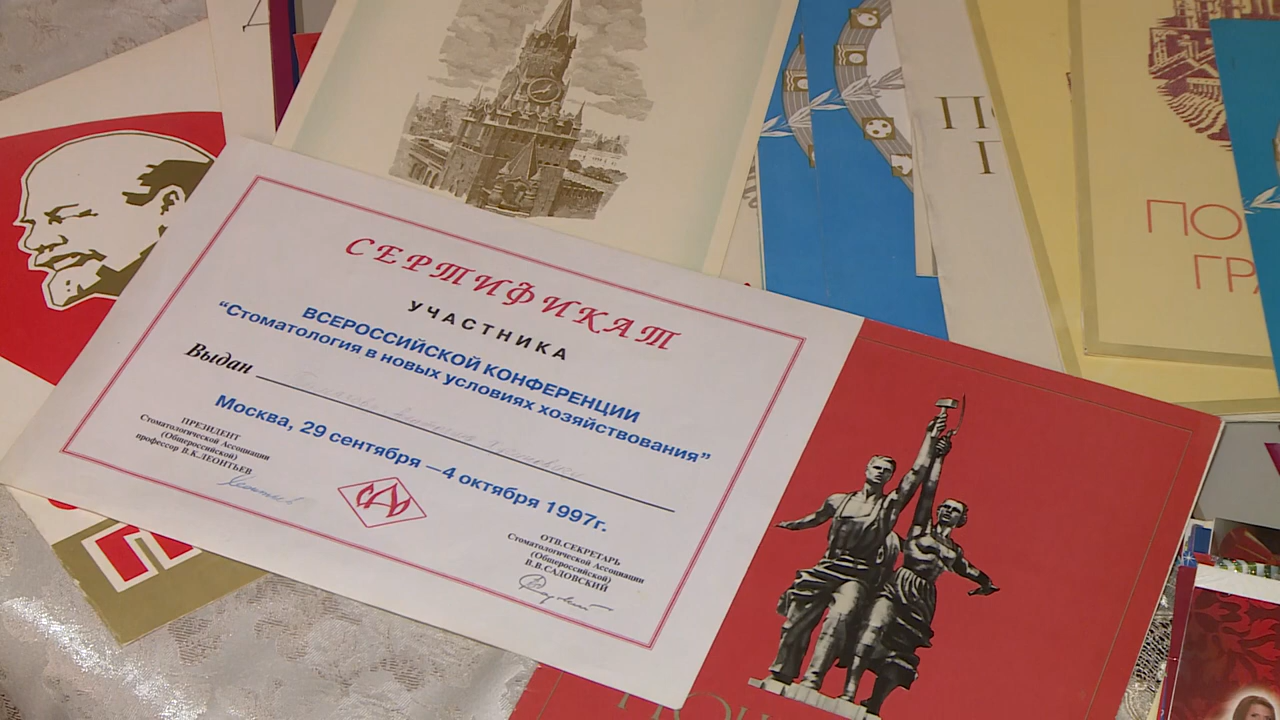 СЕРТИФИКАТ
УЧАСТНИКА
ВСЕРОССИЙСКОЙ КОНФЕРЕНЦИИ
“Стоматология в новых условиях хозяйствования”
Выдан
Москва, 29 сентября – 4 октября 1997г.
ПРЕЗИДЕНТ
Стоматологической Ассоциации
(Общероссийской)
профессор В.К.ЛЕОНТЬЕВ
ОТВ.СЕКРЕТАРЬ
Стоматологической Ассоциации
(Общероссийской)
В.В.САДОВСКИЙ
ПО
ГРА